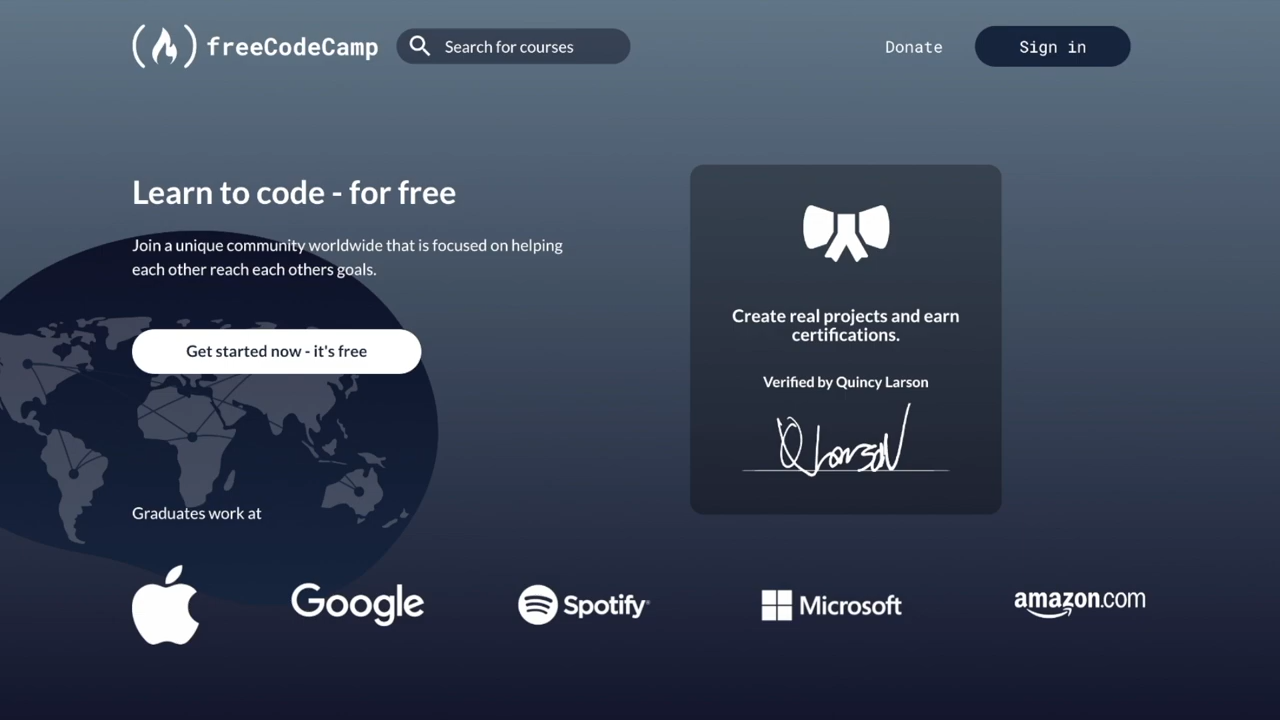 freeCodeCamp
Search for courses
Donate
Sign in
Learn to code - for free
Join a unique community worldwide that is focused on helping
each other reach each others goals.
Get started now - it's free
Create real projects and earn
certifications.
Verified by Quincy Larson
Q Larson
Graduates work at
Google
Spotify
Microsoft
amazon.com